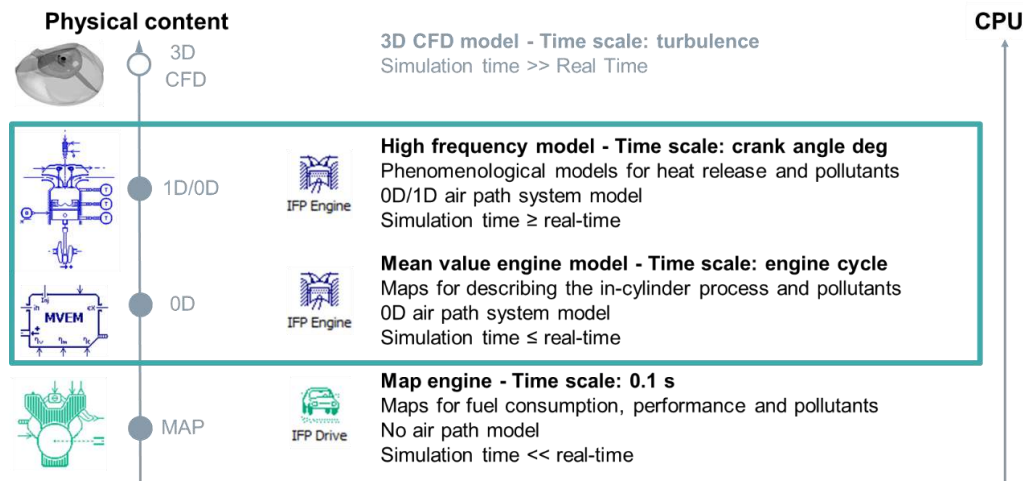 Physical content
CPU
3D
CFD
3D CFD model - Time scale: turbulence
Simulation time >> Real Time
1D/0D
IFP Engine
High frequency model - Time scale: crank angle deg
Phenomenological models for heat release and pollutants
0D/1D air path system model
Simulation time ≥ real-time
MVEM
0D
IFP Engine
Mean value engine model - Time scale: engine cycle
Maps for describing the in-cylinder process and pollutants
0D air path system model
Simulation time ≤ real-time
MAP
IFP Drive
Map engine - Time scale: 0.1 s
Maps for fuel consumption, performance and pollutants
No air path model
Simulation time << real-time